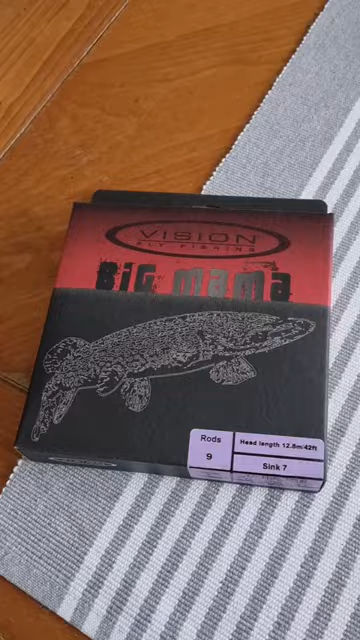 VISION
FLY FISHING
BIG MAMA
Rods
9
Head length 12.8m/42ft
Sink 7